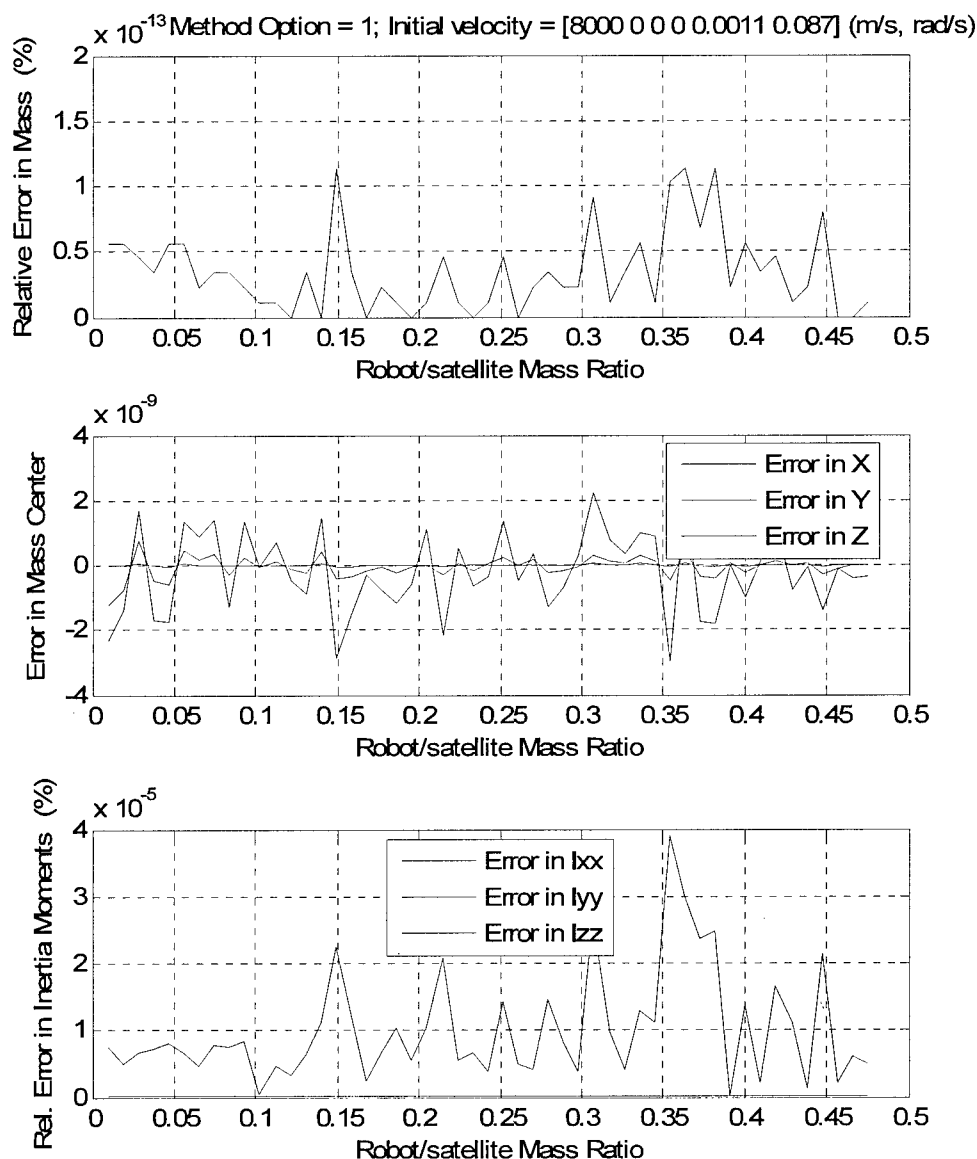 x 10^-13 Method Option = 1; Initial velocity = [8000 0 0 0 0.0011 0.087] (m/s, rad/s)
Relative Error in Mass (%)
2
1.5
1
0.5
0
0 0.05 0.1 0.15 0.2 0.25 0.3 0.35 0.4 0.45 0.5
Robot/satellite Mass Ratio
x 10^-9
Error in Mass Center
4
2
0
-2
-4
Error in X
Error in Y
Error in Z
0 0.05 0.1 0.15 0.2 0.25 0.3 0.35 0.4 0.45 0.5
Robot/satellite Mass Ratio
x 10^-5
Rel. Error in Inertia Moments (%)
4
3
2
1
0
Error in Ixx
Error in Iyy
Error in Izz
0 0.05 0.1 0.15 0.2 0.25 0.3 0.35 0.4 0.45 0.5
Robot/satellite Mass Ratio